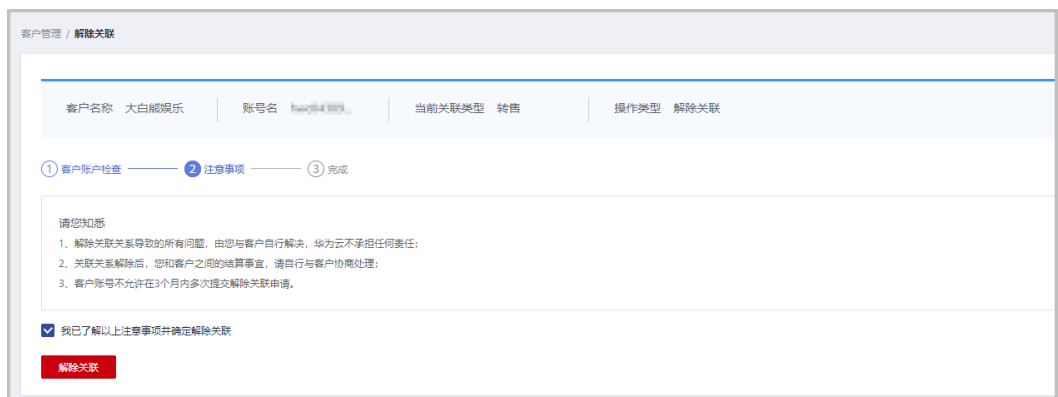 客户管理 / 解除关联
客户名称 大白熊娱乐 账号名 当前关联类型 转售 操作类型 解除关联
1 客户账户检查 2 注意事项 3 完成
请您知悉
1、解除关联关系导致的所有问题，由您与客户自行解决，华为云不承担任何责任；
2、关联关系解除后，您和客户之间的结算事宜，请自行与客户协商处理；
3、客户账号不允许在3个月内多次提交解除关联申请。
我已了解以上注意事项并确定解除关联
解除关联